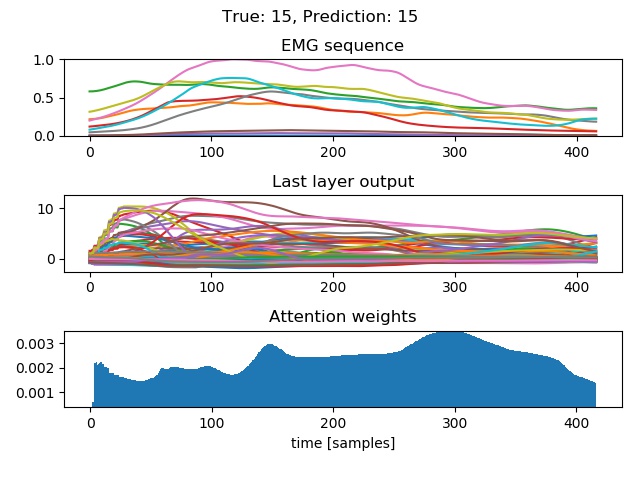 True: 15, Prediction: 15
EMG sequence
1.0
0.5
0.0
0 100 200 300 400
Last layer output
10
0
0 100 200 300 400
Attention weights
0.003
0.002
0.001
0 100 200 300 400
time [samples]